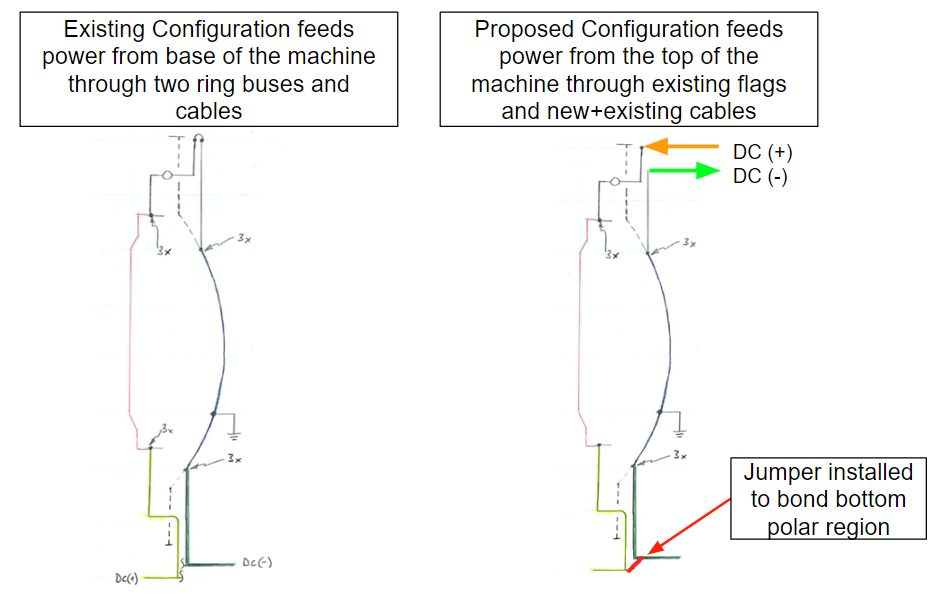 Existing Configuration feeds
power from base of the machine
through two ring buses and
cables
Proposed Configuration feeds
power from the top of the
machine through existing flags
and new+existing cables
DC (+)
DC (-)
3x
3x
3x
3x
DC(-)
DC(+)
3x
3x
3x
Jumper installed
to bond bottom
polar region